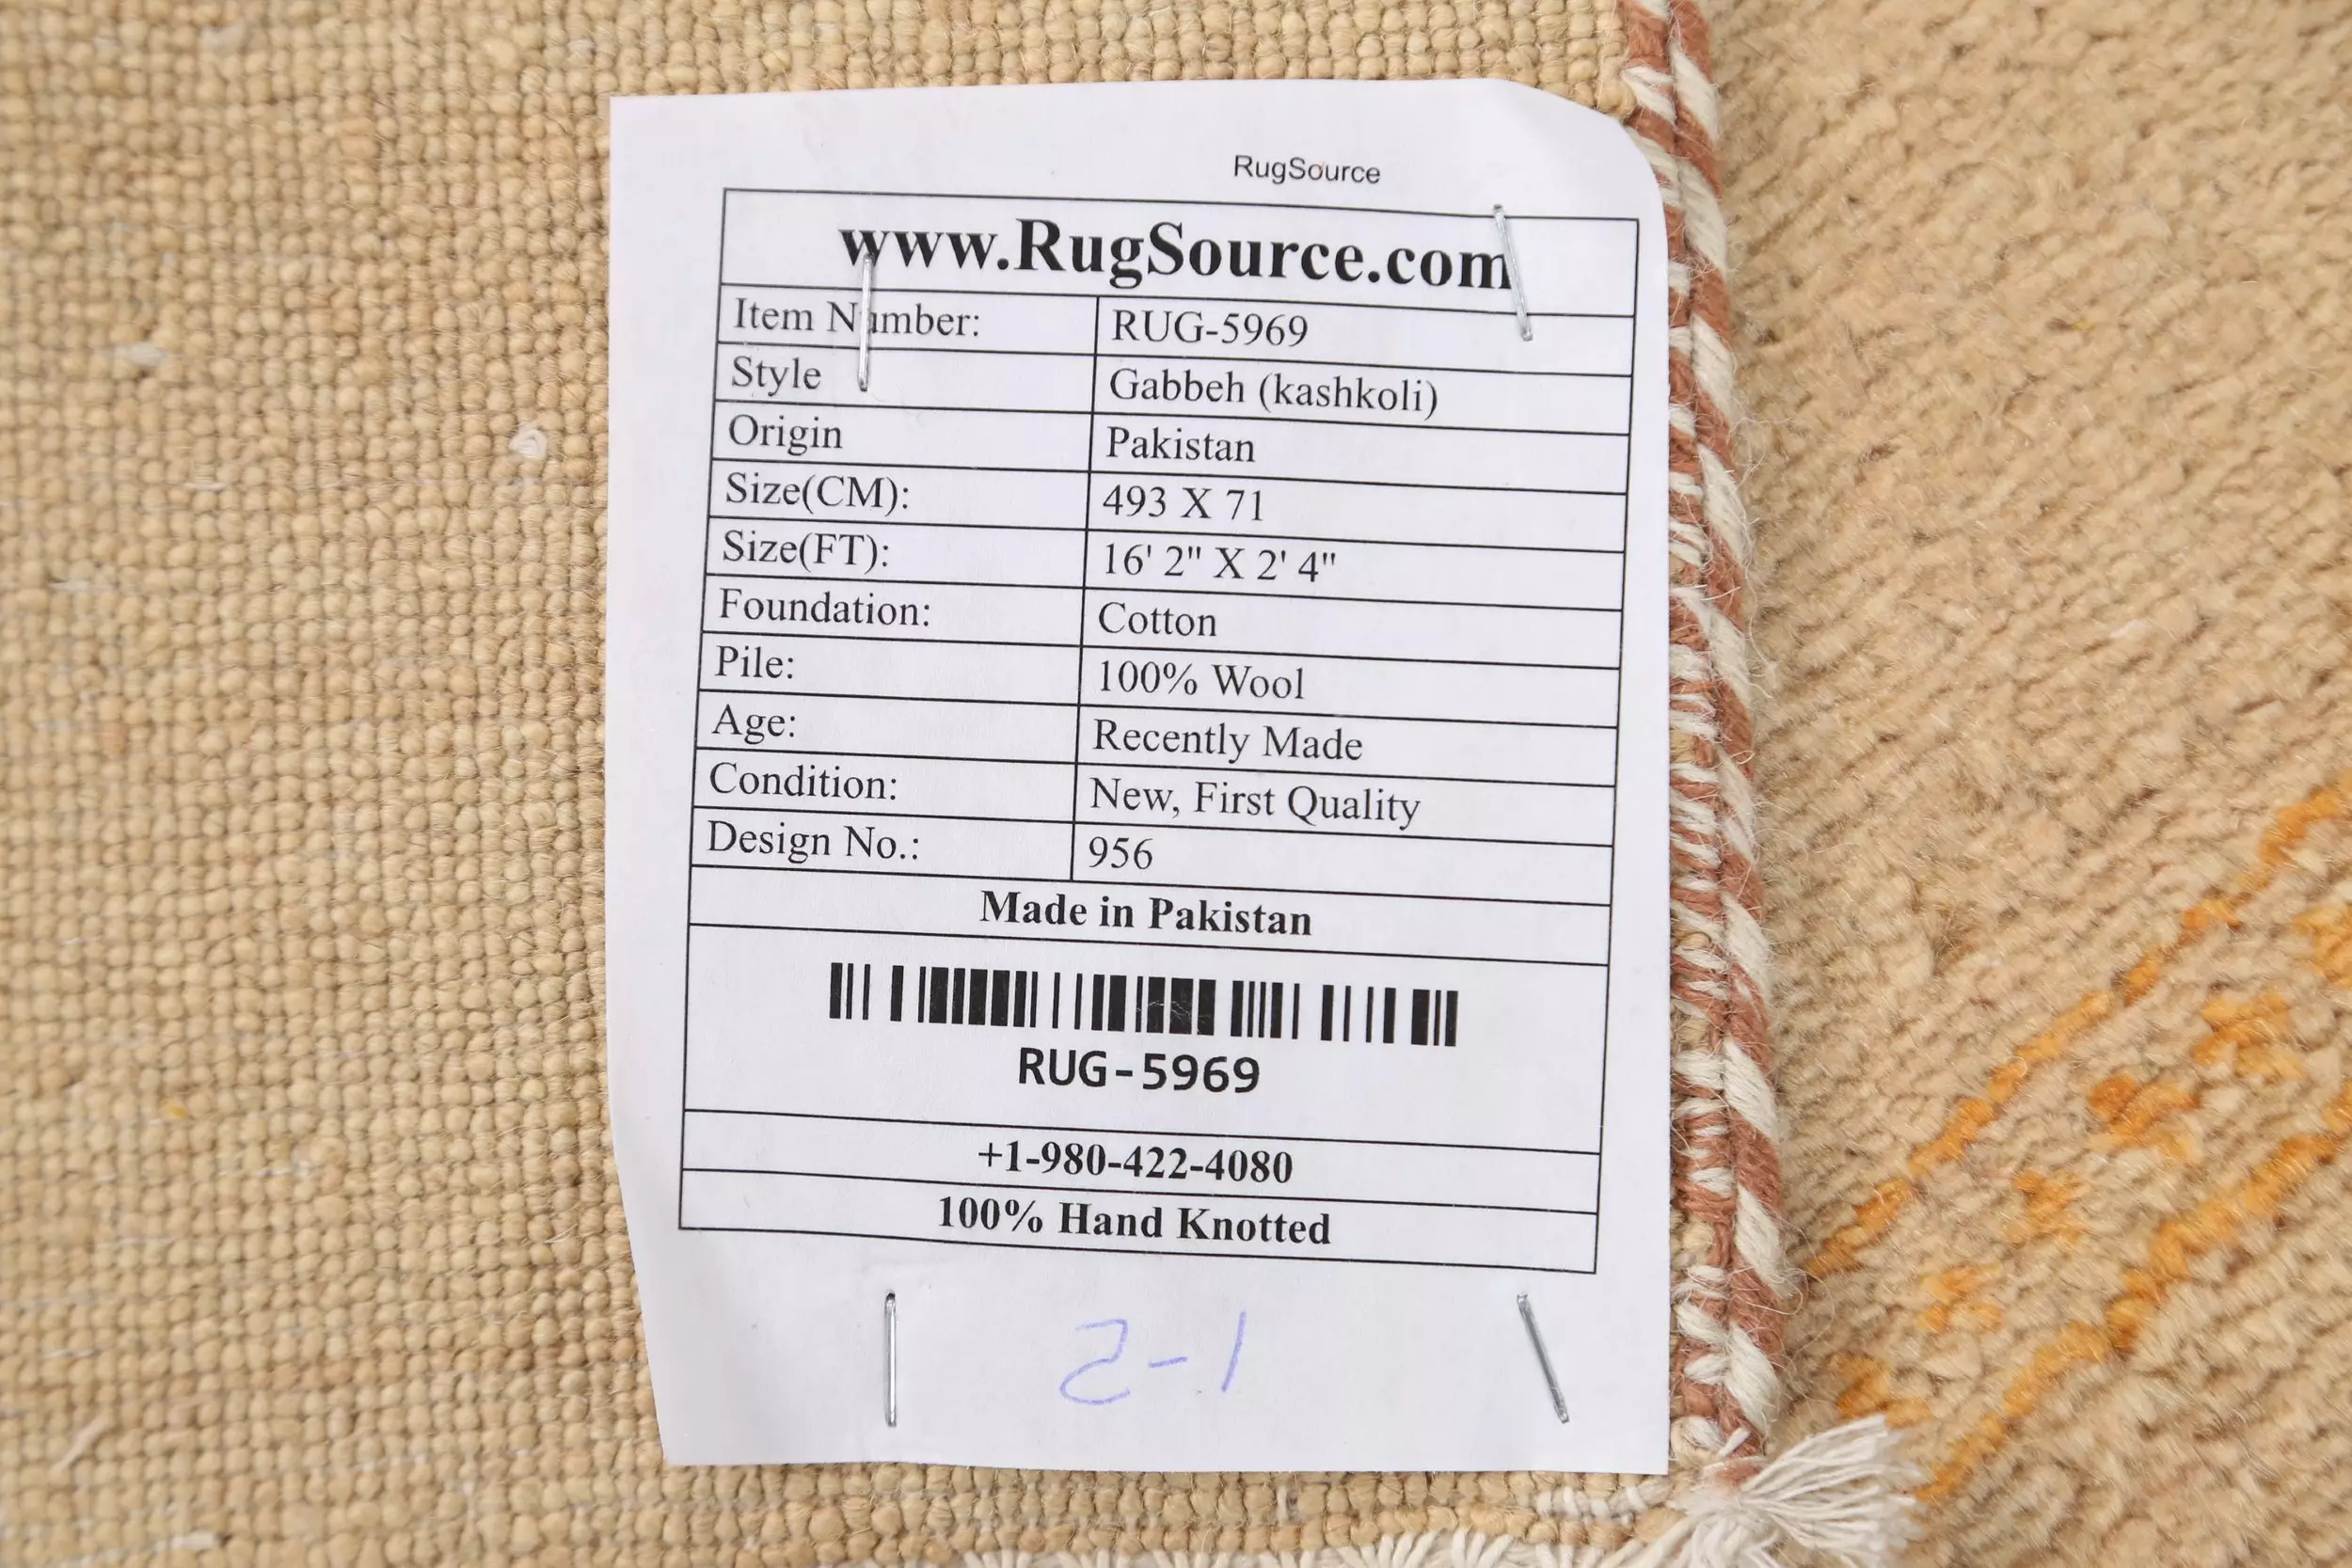 RugSource
www.RugSource.com
Item Number: RUG-5969
Style Gabbeh (kashkoli)
Origin Pakistan
Size(CM): 493 X 71
Size(FT): 16' 2" X 2' 4"
Foundation: Cotton
Pile: 100% Wool
Age: Recently Made
Condition: New, First Quality
Design No.: 956
Made in Pakistan
RUG-5969
+1-980-422-4080
100% Hand Knotted
2-1